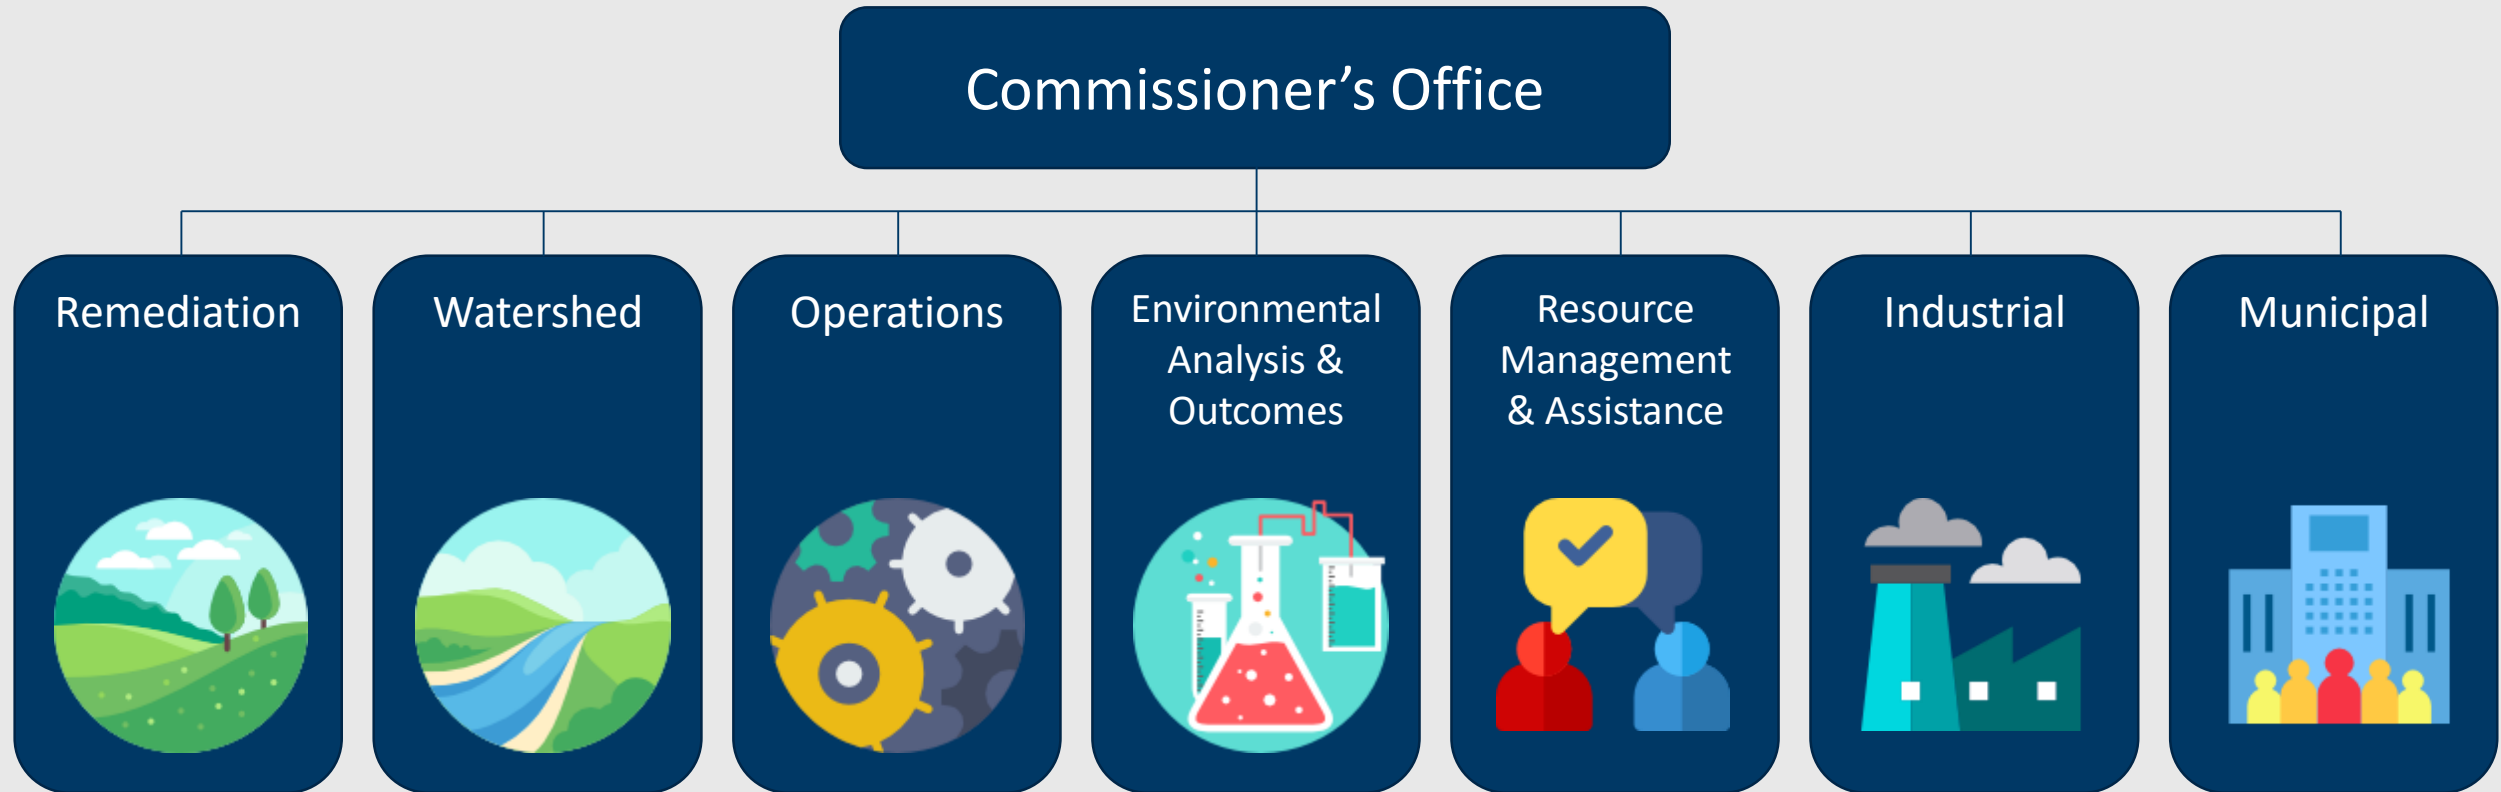 Commissioner’s Office
Remediation
Watershed
Operations
Environmental
Analysis &
Outcomes
Resource
Management
& Assistance
Industrial
Municipal